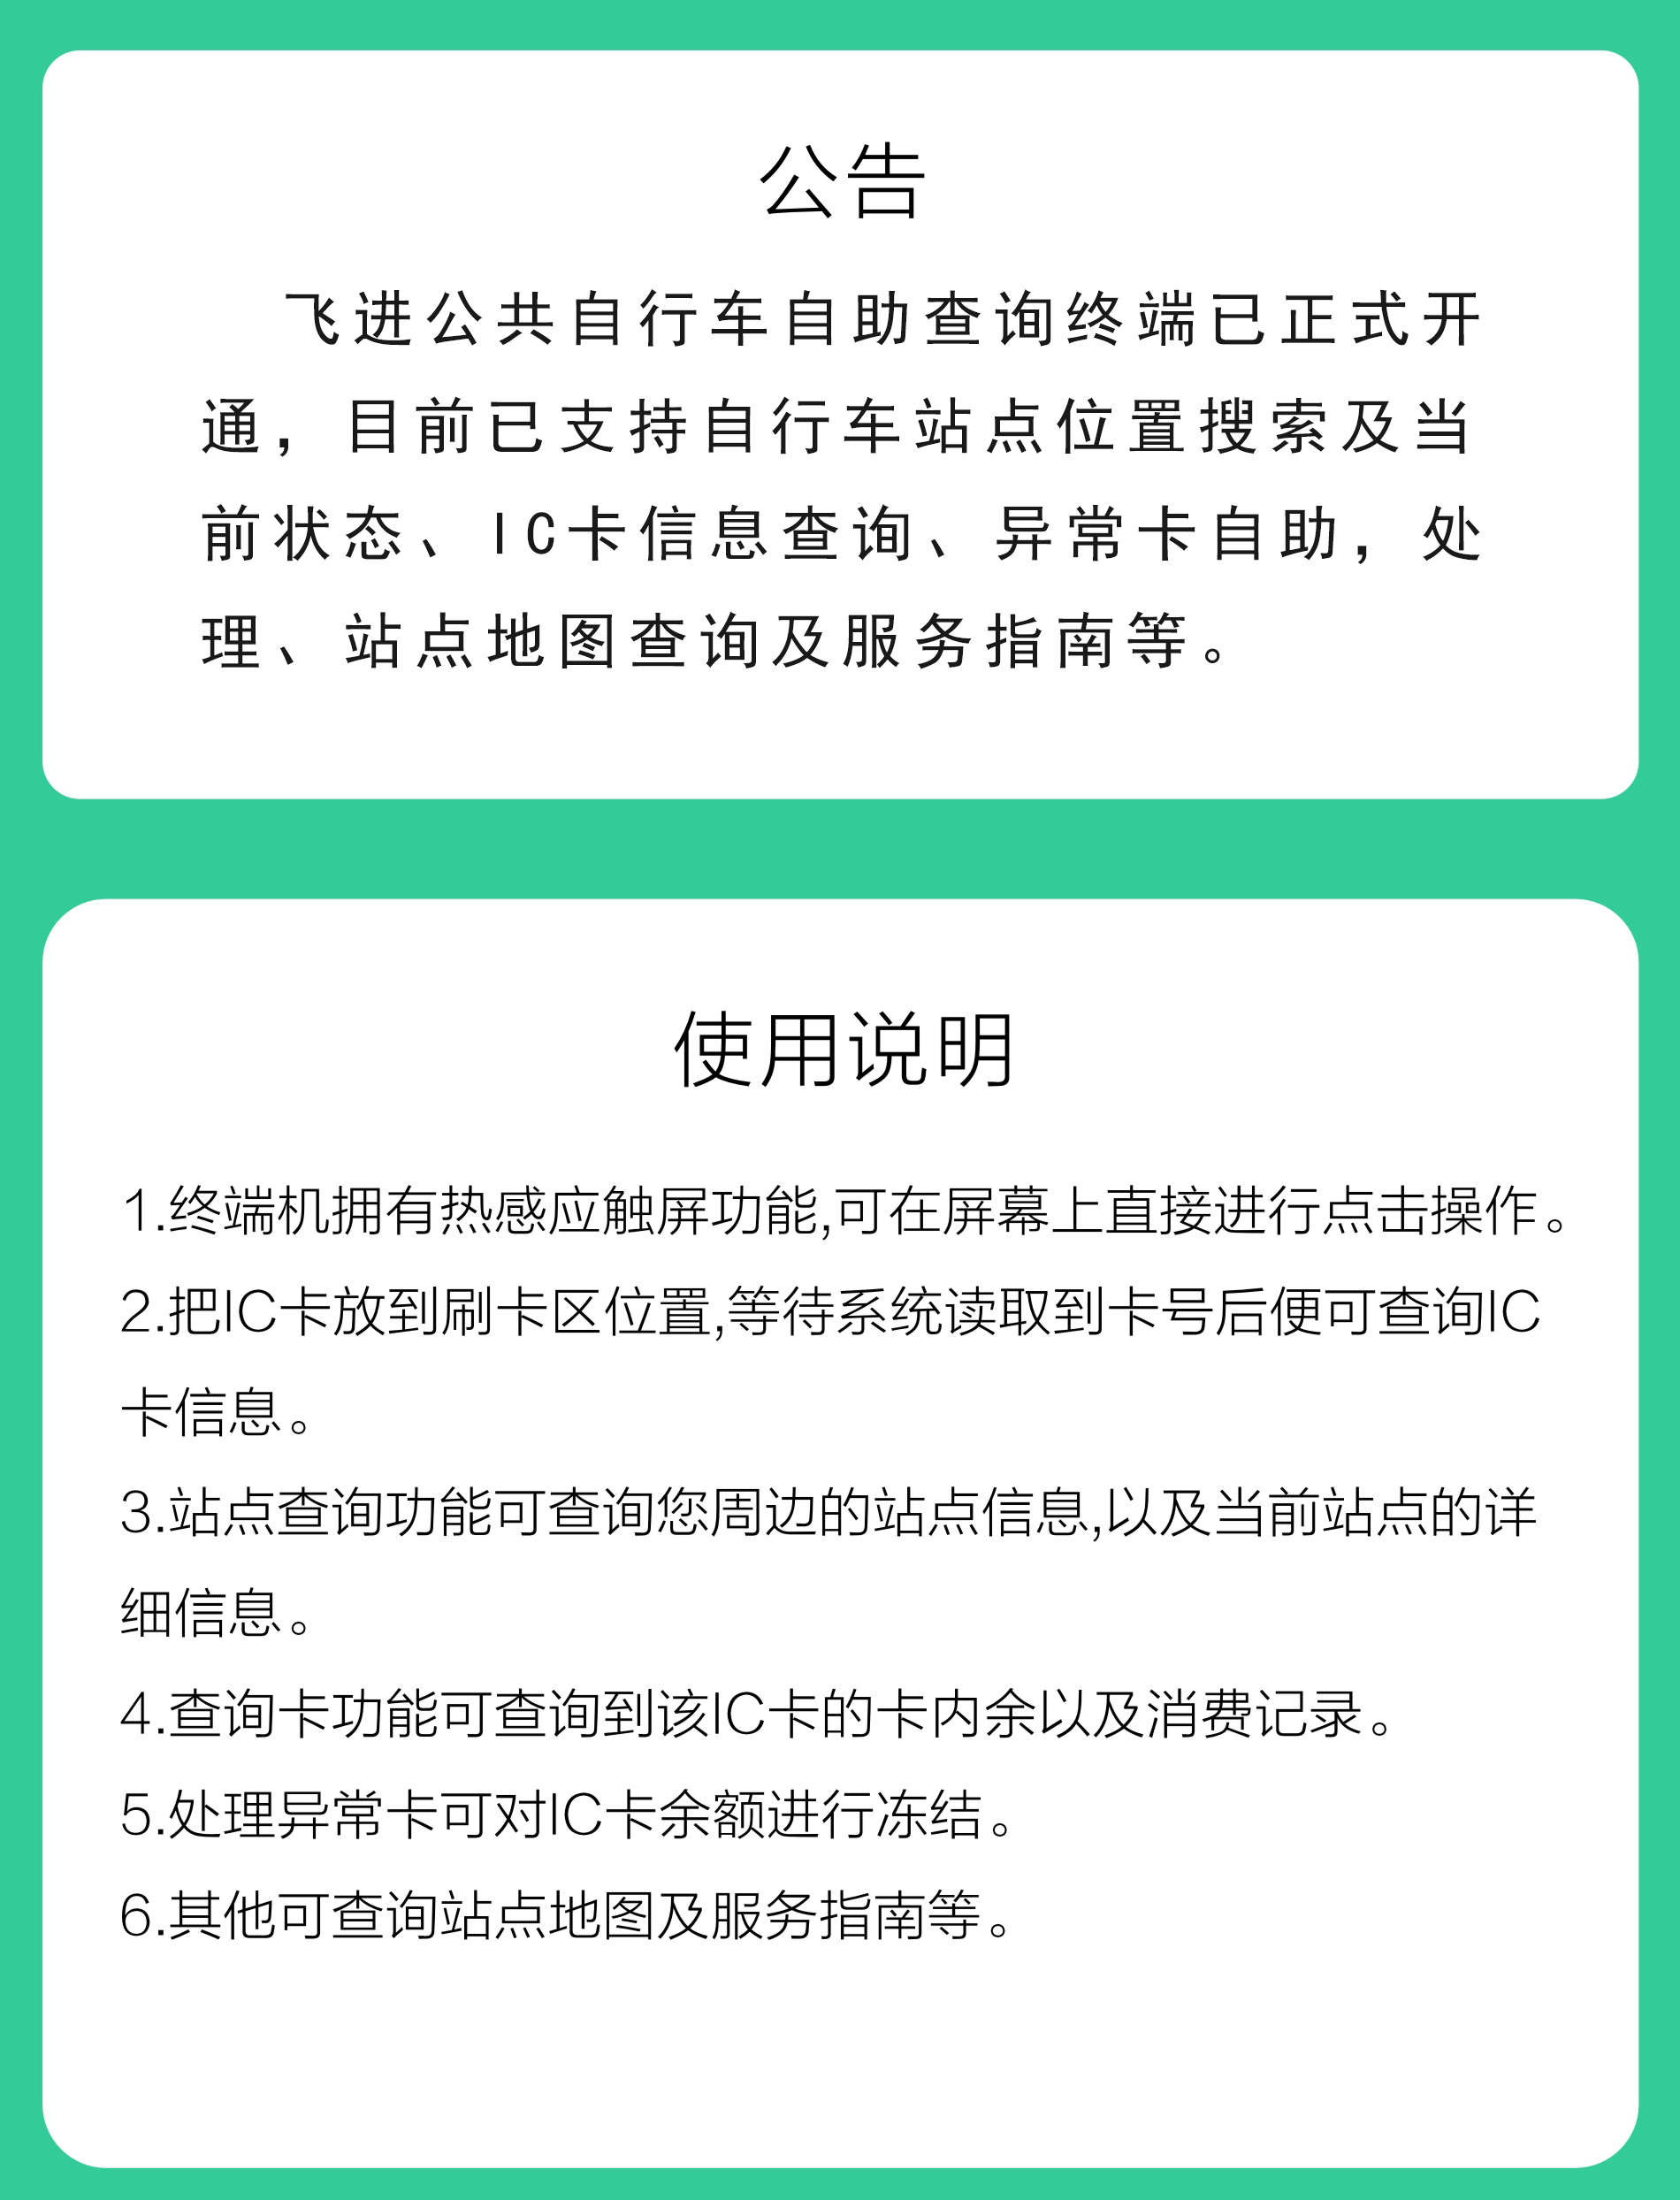 公告
飞进公共自行车自助查询终端已正式开
通，目前已支持自行车站点位置搜索及当
前状态、IC卡信息查询、异常卡自助，处
理、站点地图查询及服务指南等。
使用说明
1.终端机拥有热感应触屏功能,可在屏幕上直接进行点击操作。
2.把IC卡放到刷卡区位置,等待系统读取到卡号后便可查询IC
卡信息。
3.站点查询功能可查询您周边的站点信息,以及当前站点的详
细信息。
4.查询卡功能可查询到该IC卡的卡内余以及消费记录。
5.处理异常卡可对IC卡余额进行冻结。
6.其他可查询站点地图及服务指南等。